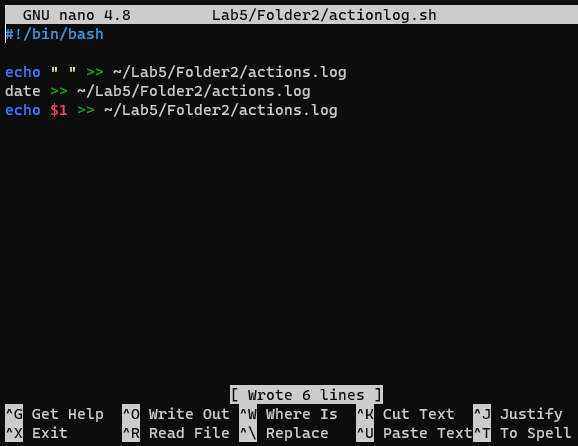 GNU nano 4.8 Lab5/Folder2/actionlog.sh
#!/bin/bash
echo " " >> ~/Lab5/Folder2/actions.log
date >> ~/Lab5/Folder2/actions.log
echo $1 >> ~/Lab5/Folder2/actions.log
[ Wrote 6 lines ]
^G Get Help ^O Write Out ^W Where Is ^K Cut Text ^J Justify
^X Exit ^R Read File ^\ Replace ^U Paste Text ^T To Spell